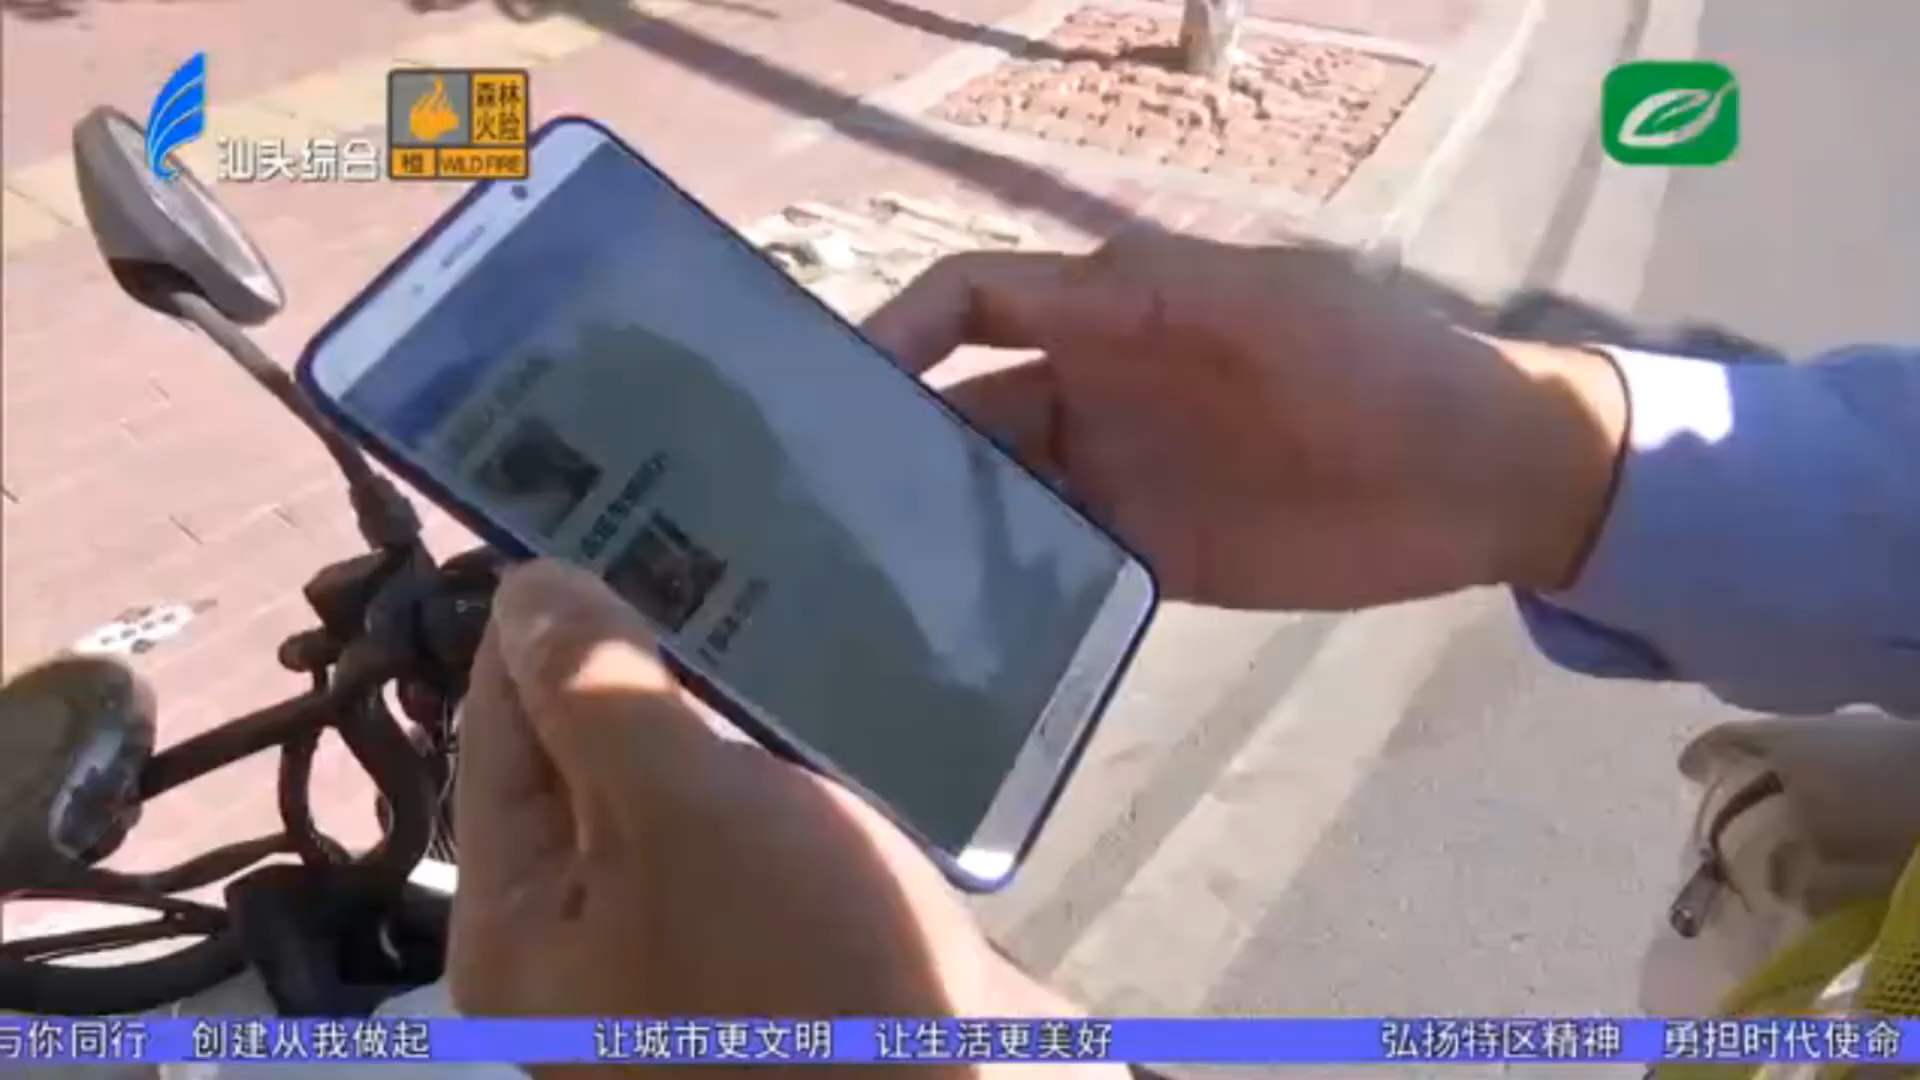 汕头综合
森林
火险
橙 WILD FIRE
与你同行 创建从我做起 让城市更文明 让生活更美好 弘扬特区精神 勇担时代使命